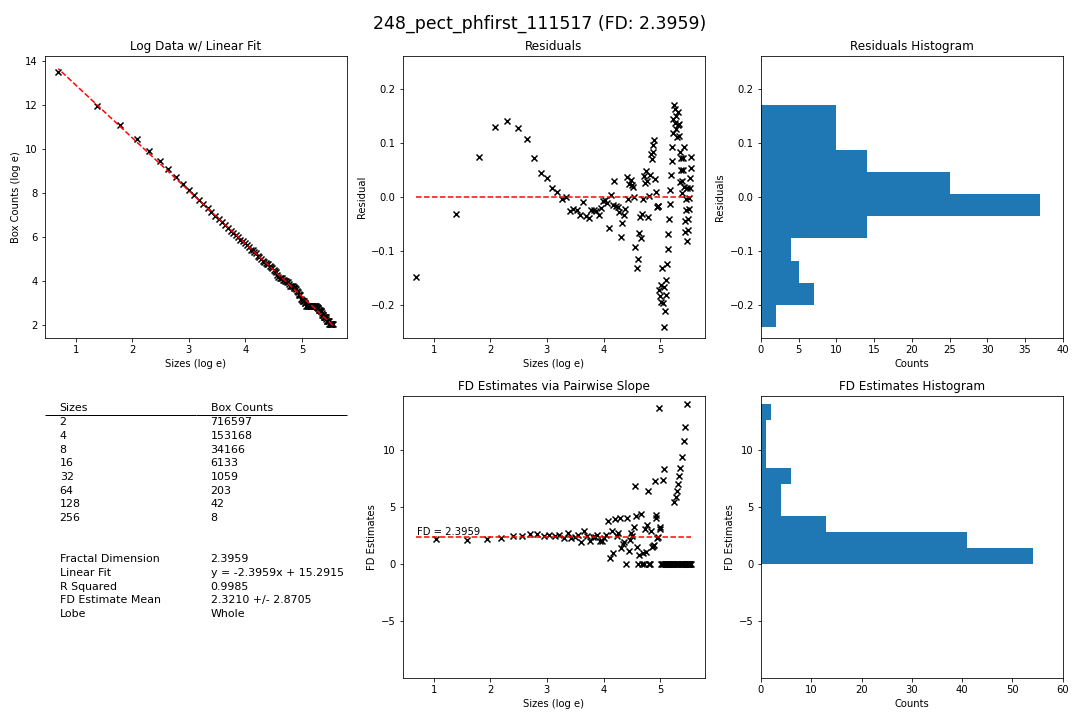 248_pect_phfirst_111517 (FD: 2.3959)
Log Data w/ Linear Fit
14
12
10
8
6
4
2
Box Counts (log e)
1 2 3 4 5
Sizes (log e)
Residuals
0.2
0.1
0.0
−0.1
−0.2
Residual
1 2 3 4 5
Sizes (log e)
Residuals Histogram
0.2
0.1
0.0
−0.1
−0.2
Residuals
0 5 10 15 20 25 30 35 40
Counts
Sizes Box Counts
2 716597
4 153168
8 34166
16 6133
32 1059
64 203
128 42
256 8
Fractal Dimension 2.3959
Linear Fit y = -2.3959x + 15.2915
R Squared 0.9985
FD Estimate Mean 2.3210 +/- 2.8705
Lobe Whole
FD Estimates via Pairwise Slope
10
5
0
−5
FD Estimates
FD = 2.3959
1 2 3 4 5
Sizes (log e)
FD Estimates Histogram
10
5
0
−5
FD Estimates
0 10 20 30 40 50 60
Counts